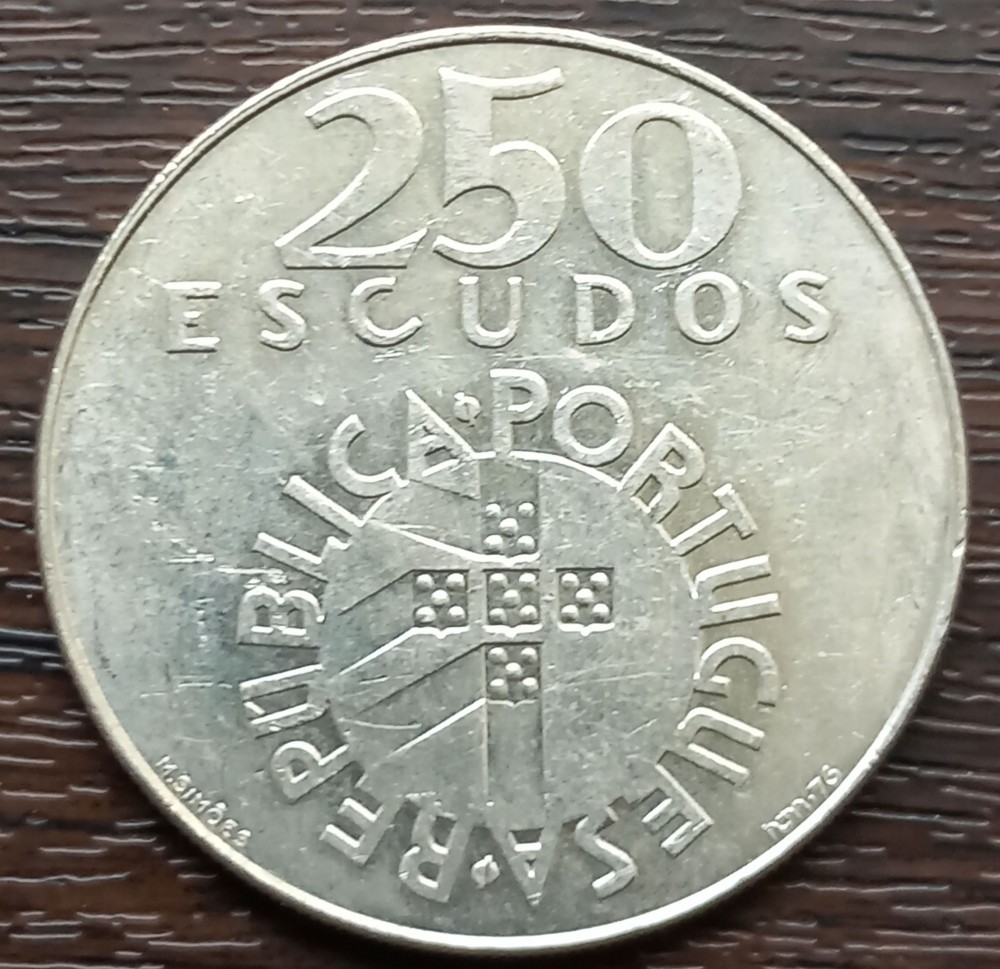 250
ESCUDOS
REPUBLICA·PORTUGUESA·
M.SIMÕES
INCM·76